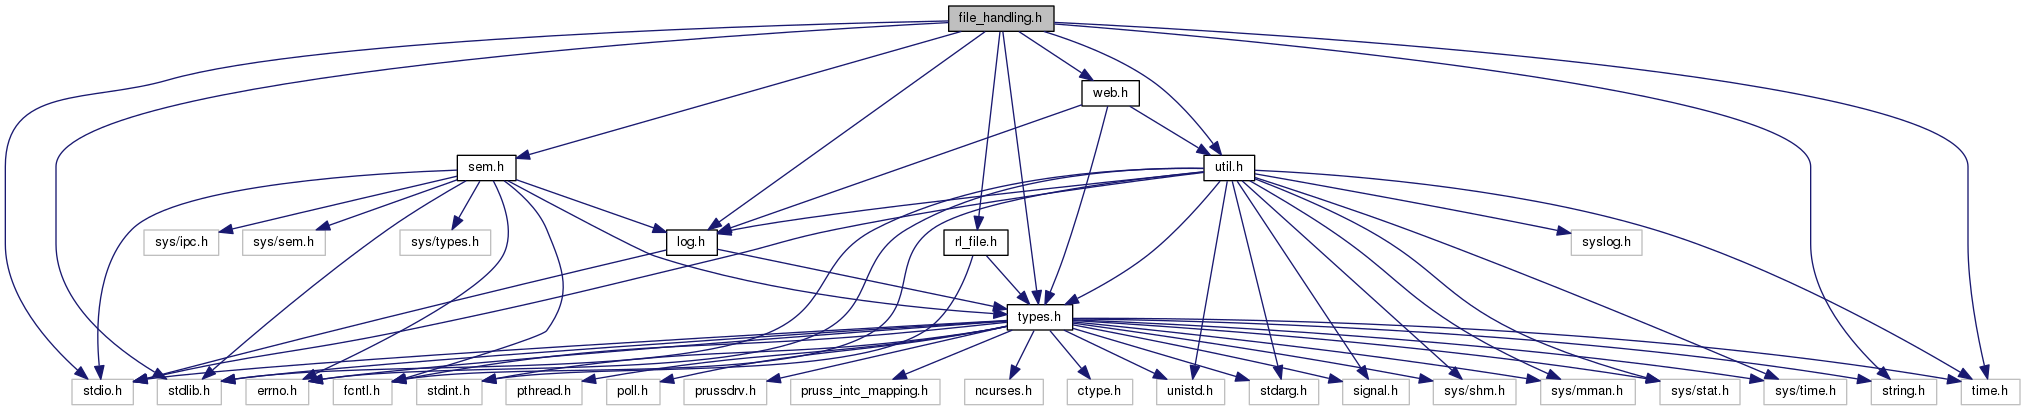 file_handling.h
web.h
sem.h
util.h
sys/ipc.h
sys/sem.h
sys/types.h
log.h
rl_file.h
syslog.h
types.h
stdio.h
stdlib.h
errno.h
fcntl.h
stdint.h
pthread.h
poll.h
prussdrv.h
pruss_intc_mapping.h
ncurses.h
ctype.h
unistd.h
stdarg.h
signal.h
sys/shm.h
sys/mman.h
sys/stat.h
sys/time.h
string.h
time.h